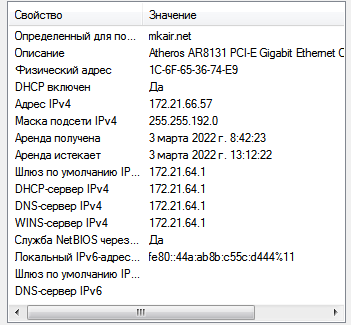 Свойство Значение
Определенный для по... mkair.net
Описание Atheros AR8131 PCI-E Gigabit Ethernet C
Физический адрес 1C-6F-65-36-74-E9
DHCP включен Да
Адрес IPv4 172.21.66.57
Маска подсети IPv4 255.255.192.0
Аренда получена 3 марта 2022 г. 8:42:23
Аренда истекает 3 марта 2022 г. 13:12:22
Шлюз по умолчанию IP... 172.21.64.1
DHCP-сервер IPv4 172.21.64.1
DNS-сервер IPv4 172.21.64.1
WINS-сервер IPv4 172.21.64.1
Служба NetBIOS через... Да
Локальный IPv6-адрес... fe80::44a:ab8b:c55c:d444%11
Шлюз по умолчанию IP...
DNS-сервер IPv6